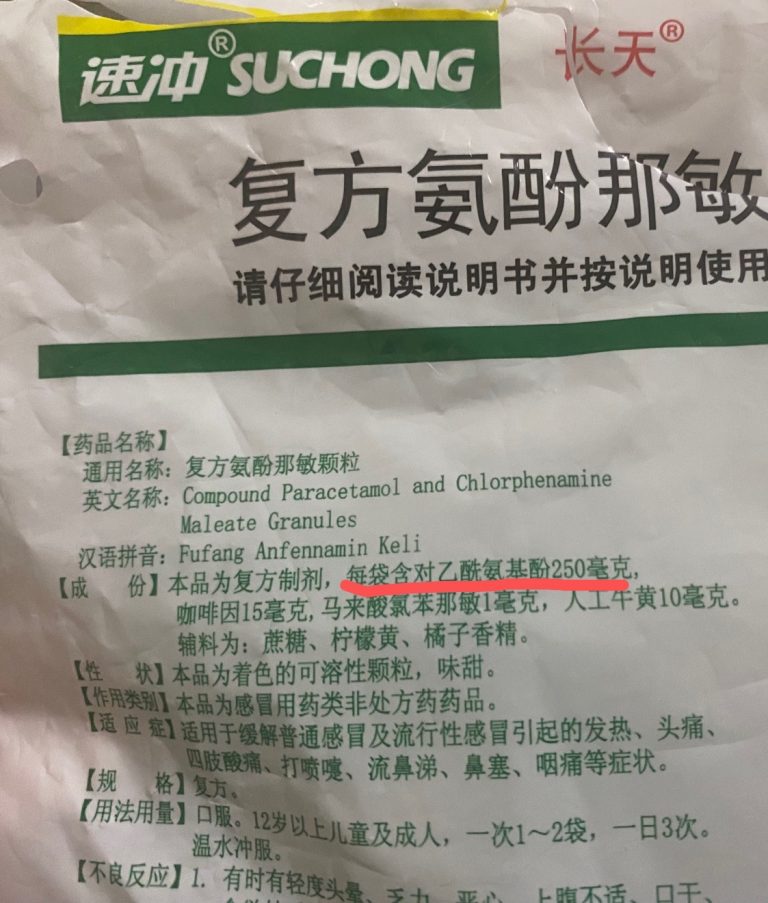 速冲® SUCHONG 长天®
复方氨酚那敏
请仔细阅读说明书并按说明使用
【药品名称】
通用名称：复方氨酚那敏颗粒
英文名称：Compound Paracetamol and Chlorphenamine
Maleate Granules
汉语拼音：Fufang Anfennamin Keli
【成 份】本品为复方制剂，每袋含对乙酰氨基酚250毫克，
咖啡因15毫克，马来酸氯苯那敏1毫克，人工牛黄10毫克。
辅料为：蔗糖、柠檬黄、橘子香精。
【性 状】本品为着色的可溶性颗粒，味甜。
【作用类别】本品为感冒用药类非处方药药品。
【适 应 症】适用于缓解普通感冒及流行性感冒引起的发热、头痛、
四肢酸痛、打喷嚏、流鼻涕、鼻塞、咽痛等症状。
【规 格】复方。
【用法用量】口服。12岁以上儿童及成人，一次1～2袋，一日3次。
温水冲服。
【不良反应】1. 有时有轻度头晕、乏力、恶心、上腹不适、口干、